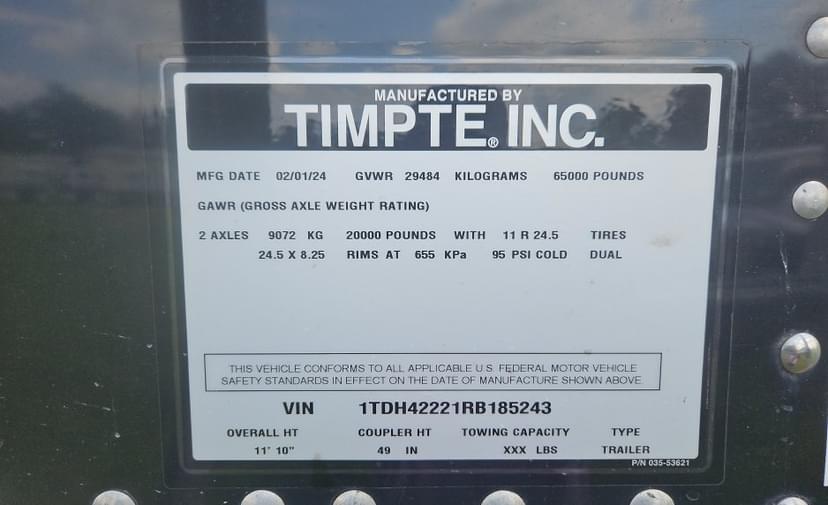 MANUFACTURED BY
TIMPTE® INC.
MFG DATE 02/01/24 GVWR 29484 KILOGRAMS 65000 POUNDS
GAWR (GROSS AXLE WEIGHT RATING)
2 AXLES 9072 KG 20000 POUNDS WITH 11 R 24.5 TIRES
24.5 X 8.25 RIMS AT 655 KPa 95 PSI COLD DUAL
THIS VEHICLE CONFORMS TO ALL APPLICABLE U.S. FEDERAL MOTOR VEHICLE
SAFETY STANDARDS IN EFFECT ON THE DATE OF MANUFACTURE SHOWN ABOVE.
VIN 1TDH42221RB185243
OVERALL HT COUPLER HT TOWING CAPACITY TYPE
11' 10" 49 IN XXX LBS TRAILER
P/N 035-53621